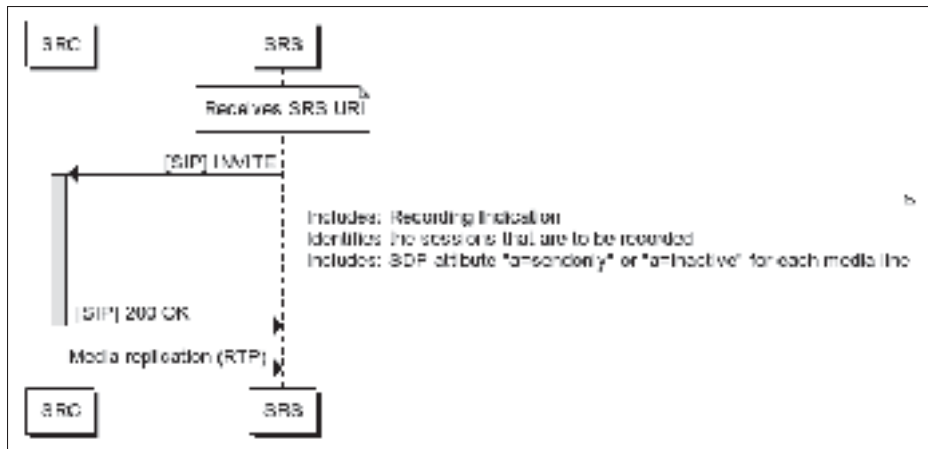 SRC
SRS
Receives SRS URI
[SIP] INVITE
Includes: Recording Indication
Identifies the sessions that are to be recorded
Includes: SDP attribute "a=sendonly" or "a=inactive" for each media line
[SIP] 200 OK
Media replication (RTP)
SRC
SRS